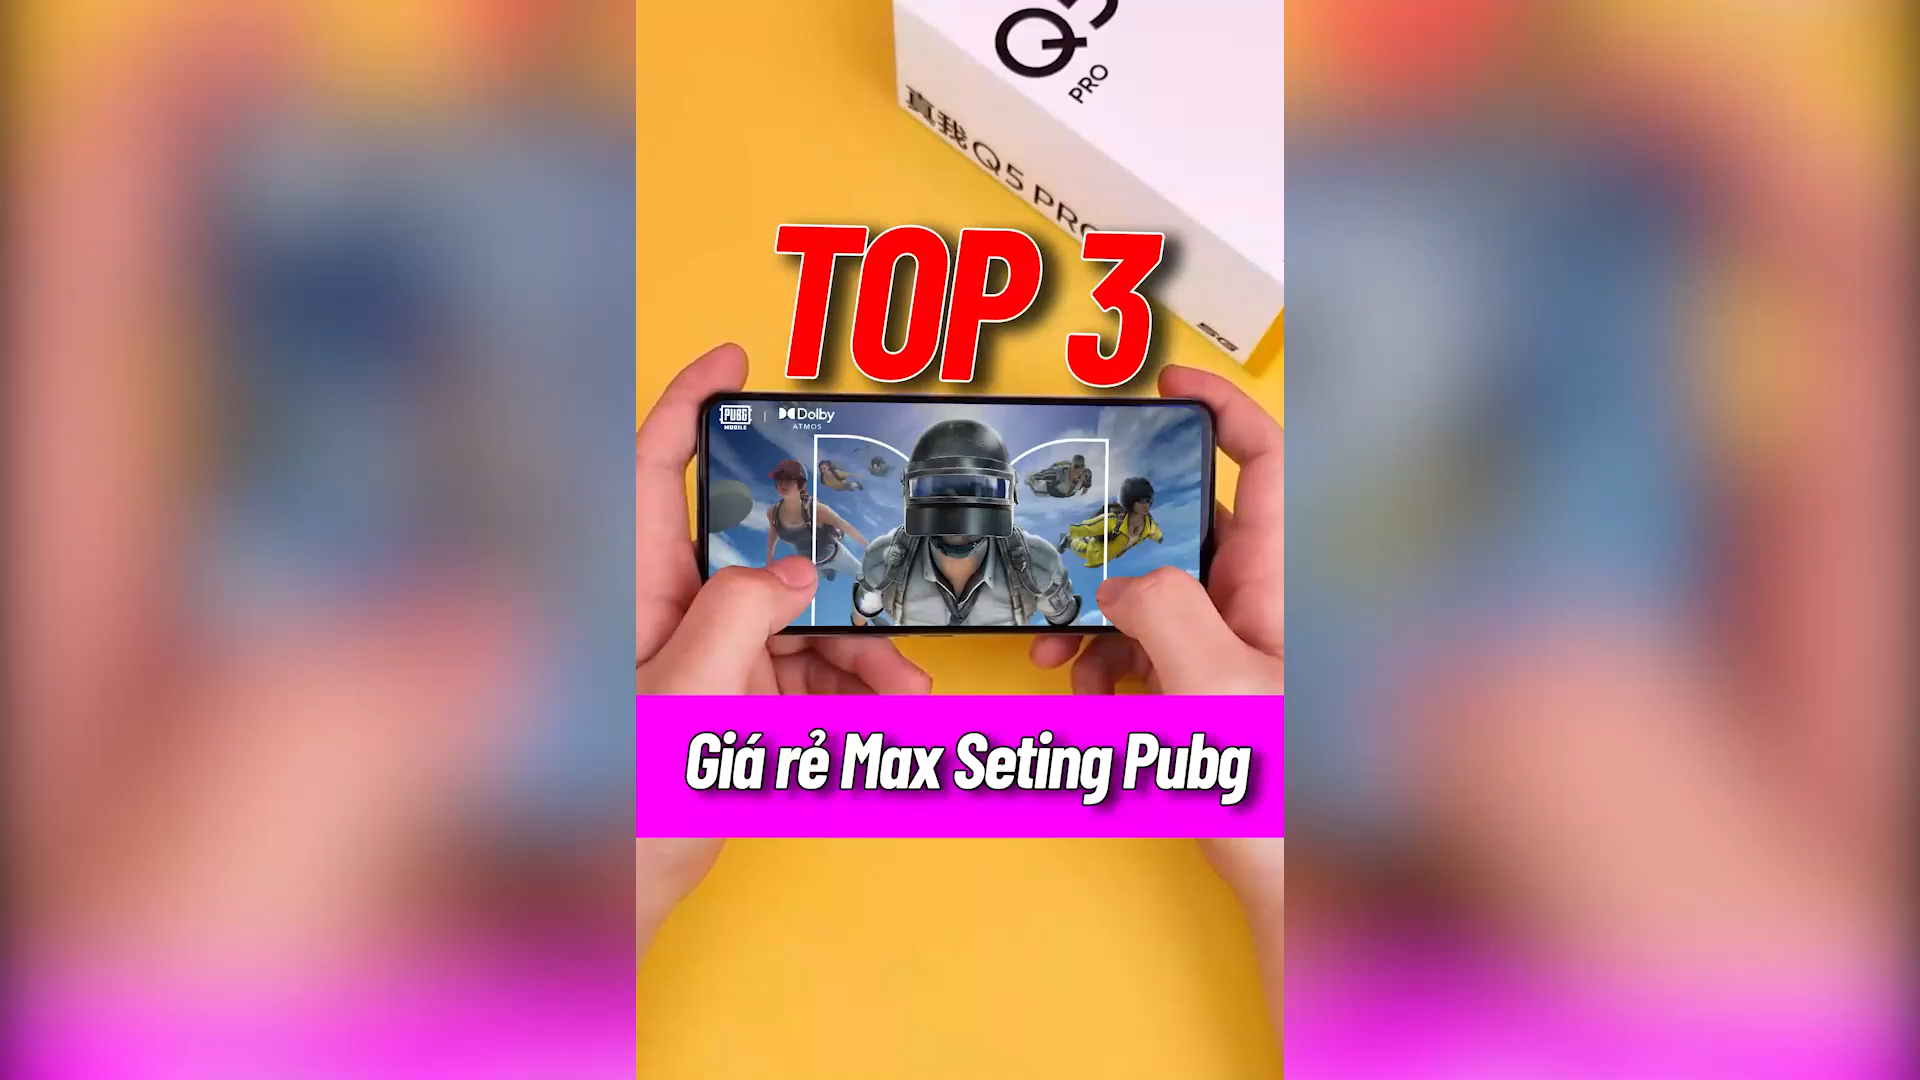 Q5
PRO
真我Q5 PRO
5G
TOP 3
PUBG
MOBILE
Dolby
ATMOS
Giá rẻ Max Seting Pubg